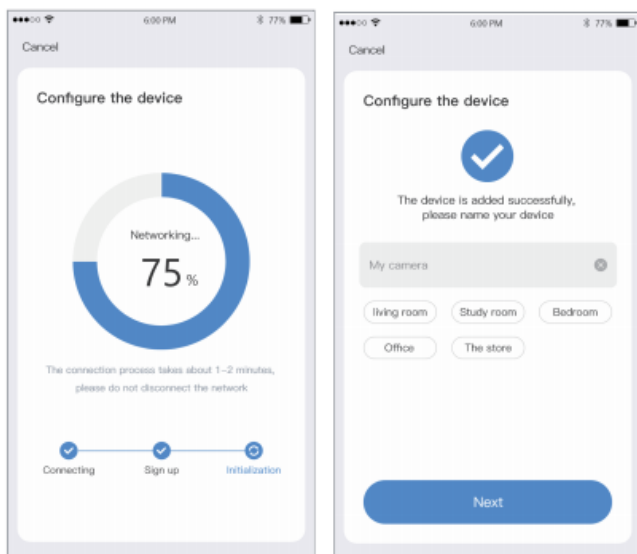 6:00 PM
77%
Cancel
Configure the device
Networking...
75 %
The connection process takes about 1-2 minutes,
please do not disconnect the network
Connecting
Sign up
Initialization
6:00 PM
77%
Cancel
Configure the device
The device is added successfully,
please name your device
My camera
living room
Study room
Bedroom
Office
The store
Next